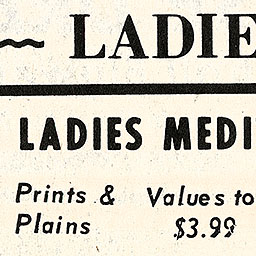 ~ LADIE
LADIES MEDI
Prints & Values to
Plains $3.99